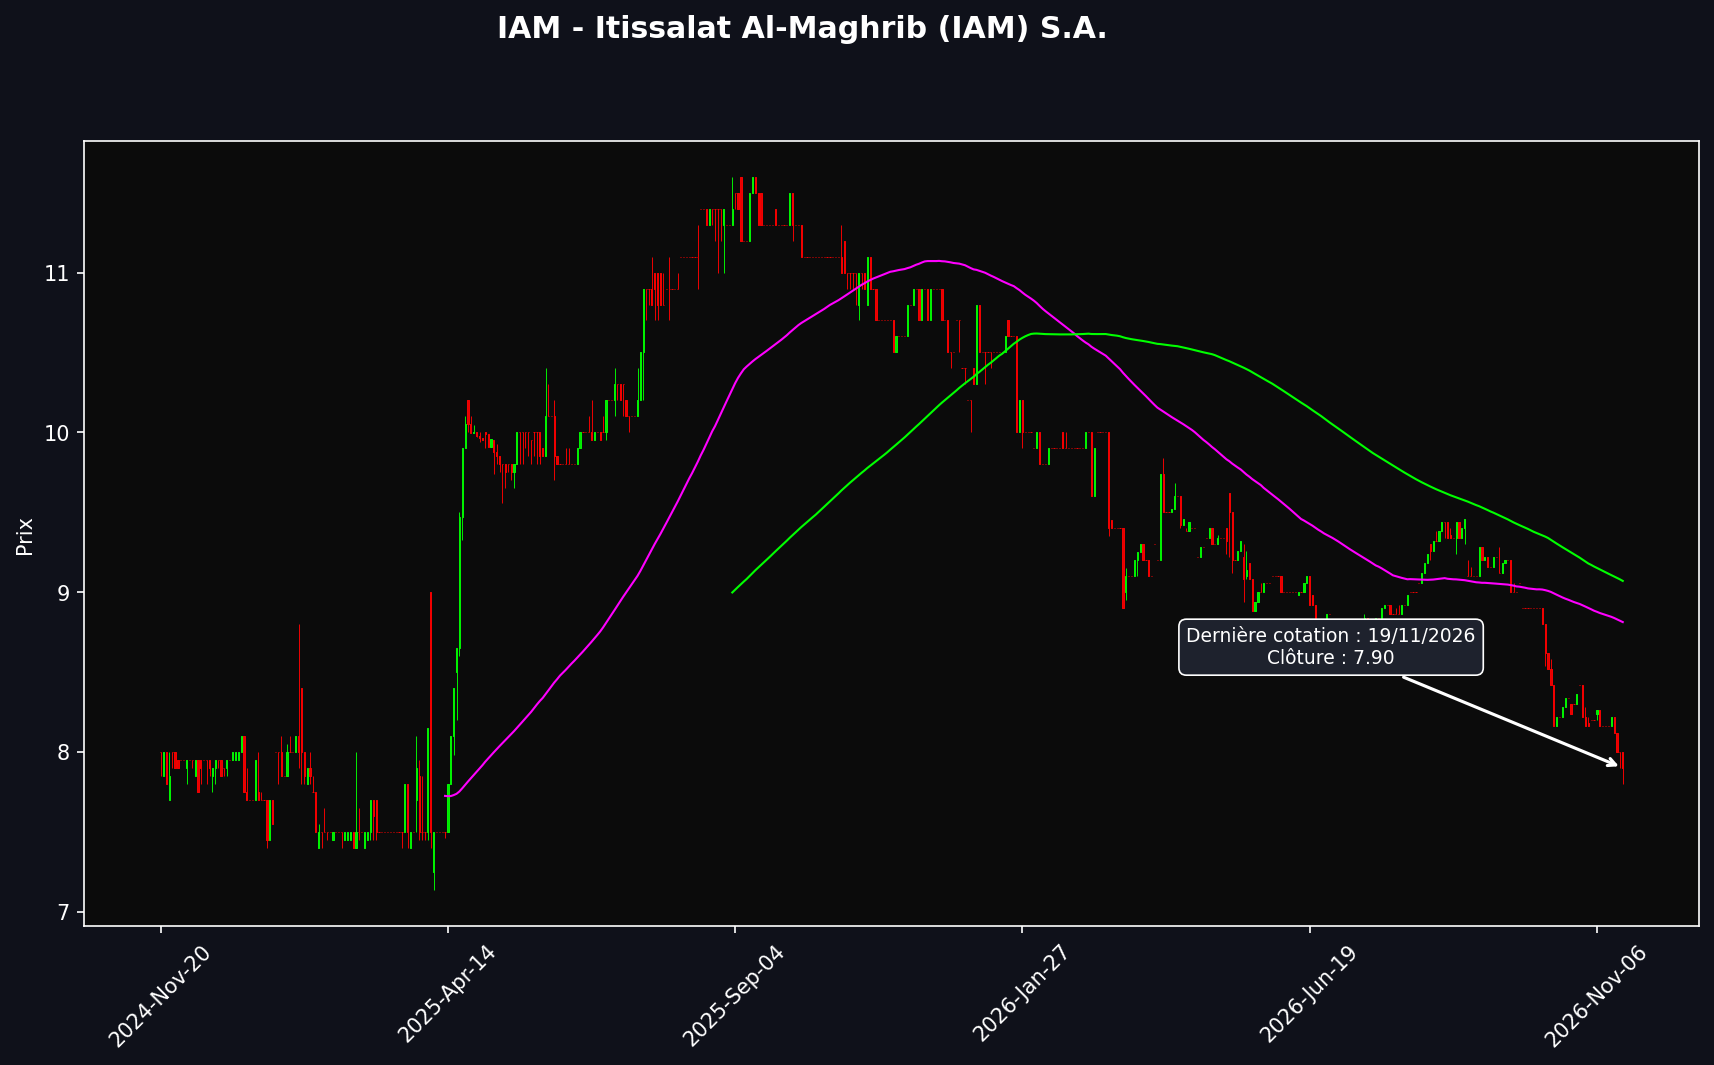 IAM - Itissalat Al-Maghrib (IAM) S.A.
Prix
11
10
9
8
7
Dernière cotation : 19/11/2026
Clôture : 7.90
2024-Nov-20
2025-Apr-14
2025-Sep-04
2026-Jan-27
2026-Jun-19
2026-Nov-06